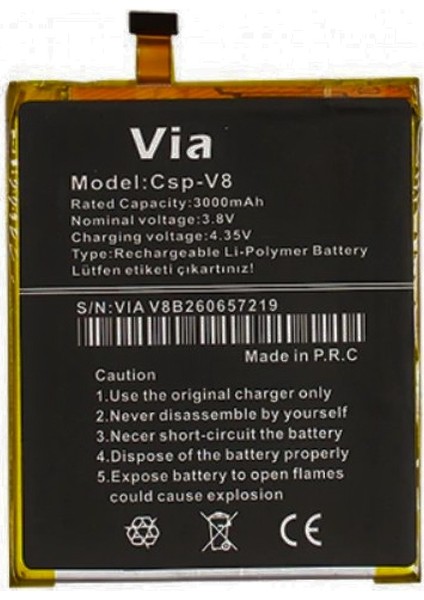 Via
Model:Csp-V8
Rated Capacity:3000mAh
Nominal voltage:3.8V
Charging voltage:4.35V
Type:Rechargeable Li-Polymer Battery
Lütfen etiketi çıkartınız!
S/N:VIA V8B260657219
Made in P.R.C
Caution
1.Use the original charger only
2.Never disassemble by yourself
3.Necer short-circuit the battery
4.Dispose of the battery properly
5.Expose battery to open flames
could cause explosion
CE